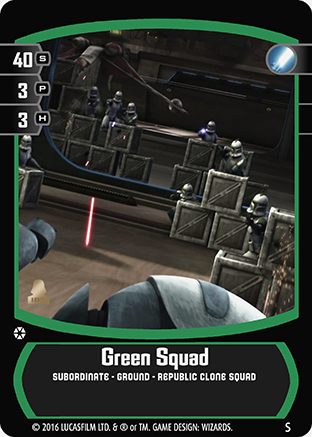 40 S
3 P
3 H
Green Squad
SUBORDINATE - GROUND - REPUBLIC CLONE SQUAD
© 2016 LUCASFILM LTD. & ® or TM. GAME DESIGN: WIZARDS. S